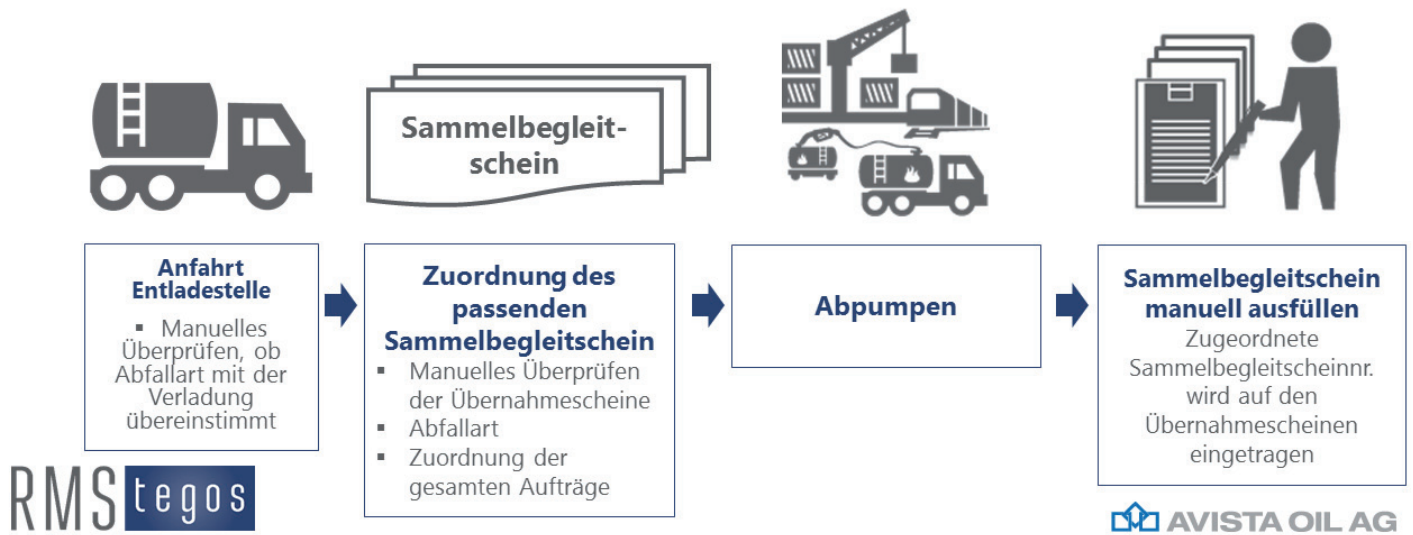 Sammelbegleit-
schein
Anfahrt
Entladestelle
▪ Manuelles
Überprüfen, ob
Abfallart mit der
Verladung
übereinstimmt
Zuordnung des
passenden
Sammelbegleitschein
▪ Manuelles Überprüfen
der Übernahmescheine
▪ Abfallart
▪ Zuordnung der
gesamten Aufträge
Abpumpen
Sammelbegleitschein
manuell ausfüllen
Zugeordnete
Sammelbegleitscheinnr.
wird auf den
Übernahmescheinen
eingetragen
RMS tegos
AVISTA OIL AG